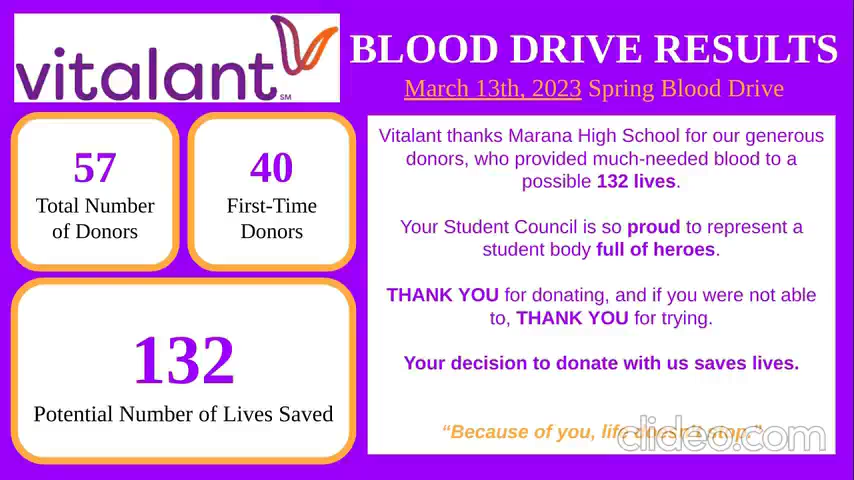 vitalant
SM
BLOOD DRIVE RESULTS
March 13th, 2023 Spring Blood Drive
57
Total Number
of Donors
40
First-Time
Donors
132
Potential Number of Lives Saved
Vitalant thanks Marana High School for our generous
donors, who provided much-needed blood to a
possible 132 lives.
Your Student Council is so proud to represent a
student body full of heroes.
THANK YOU for donating, and if you were not able
to, THANK YOU for trying.
Your decision to donate with us saves lives.
“Because of you, life doesn't stop.”
clideo.com